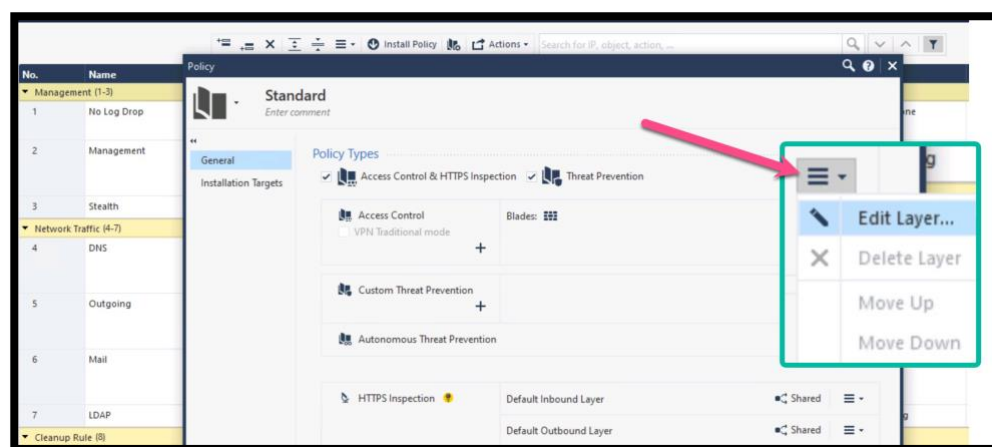 Install Policy
Actions
Search for IP, object, action, ...
No. Name
Policy
Management (1-3)
1 No Log Drop
Standard
Enter comment
2 Management
General
Installation Targets
Policy Types
Access Control & HTTPS Inspection
Threat Prevention
3 Stealth
Access Control
Blades:
VPN Traditional mode
Network Traffic (4-7)
4 DNS
Custom Threat Prevention
5 Outgoing
Autonomous Threat Prevention
6 Mail
HTTPS Inspection
Default Inbound Layer
Shared
7 LDAP
Default Outbound Layer
Shared
Cleanup Rule (8)
Edit Layer...
Delete Layer
Move Up
Move Down